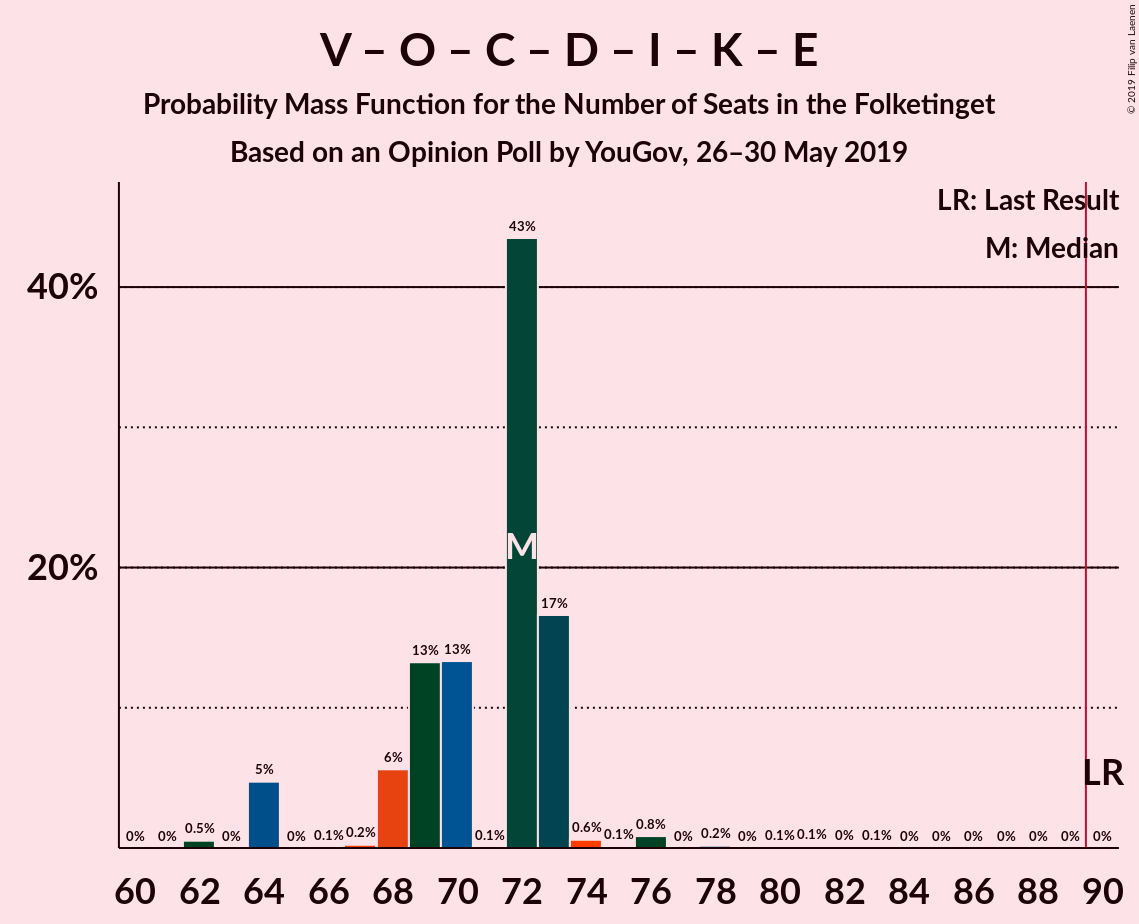 V – O – C – D – I – K – E
Probability Mass Function for the Number of Seats in the Folketinget
Based on an Opinion Poll by YouGov, 26–30 May 2019
© 2019 Filip van Laenen
LR: Last Result
M: Median
40%
20%
0% 0% 0.5% 0% 5% 0% 0.1% 0.2% 6% 13% 13% 0.1% 43% 17% 0.6% 0.1% 0.8% 0% 0.2% 0% 0.1% 0.1% 0% 0.1% 0% 0% 0% 0% 0% 0% 0%
M
LR
60 62 64 66 68 70 72 74 76 78 80 82 84 86 88 90